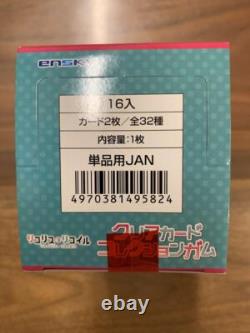 ensky
16入
カード2枚/全32種
内容量:1枚
単品用JAN
4970381495824
リコリス・リコイル
クリアカード
コレクションガム